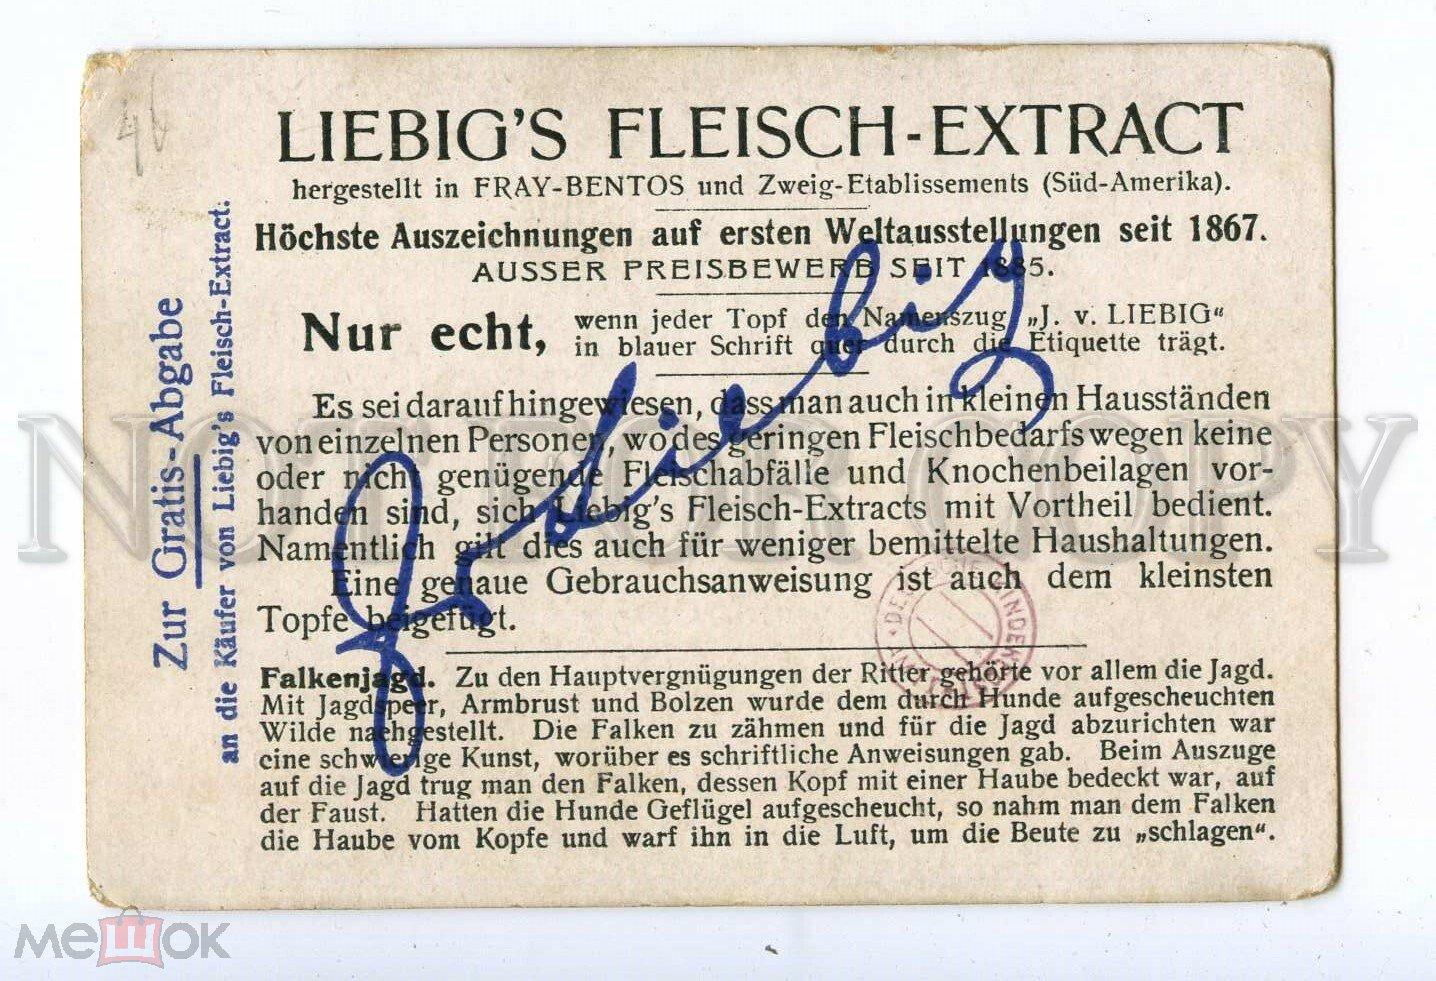 LIEBIG'S FLEISCH-EXTRACT
hergestellt in FRAY-BENTOS und Zweig-Etablissements (Süd-Amerika).
Höchste Auszeichnungen auf ersten Weltausstellungen seit 1867.
AUSSER PREISBEWERB SEIT 1885.
Nur echt, wenn jeder Topf den Namenszug „J. v. LIEBIG“
in blauer Schrift quer durch die Etiquette trägt.
Es sei darauf hingewiesen, dass man auch in kleinen Hausständen
von einzelnen Personen, wo des geringen Fleischbedarfs wegen keine
oder nicht genügende Fleischabfälle und Knochenbeilagen vor-
handen sind, sich Liebig's Fleisch-Extracts mit Vortheil bedient.
Namentlich gilt dies auch für weniger bemittelte Haushaltungen.
Eine genaue Gebrauchsanweisung ist auch dem kleinsten
Topfe beigefügt.
Falkenjagd. Zu den Hauptvergnügungen der Ritter gehörte vor allem die Jagd.
Mit Jagdspeer, Armbrust und Bolzen wurde dem durch Hunde aufgescheuchten
Wilde nachgestellt. Die Falken zu zähmen und für die Jagd abzurichten war
eine schwierige Kunst, worüber es schriftliche Anweisungen gab. Beim Auszuge
auf die Jagd trug man den Falken, dessen Kopf mit einer Haube bedeckt war, auf
der Faust. Hatten die Hunde Geflügel aufgescheucht, so nahm man dem Falken
die Haube vom Kopfe und warf ihn in die Luft, um die Beute zu „schlagen“.
Zur Gratis-Abgabe
an die Käufer von Liebig's Fleisch-Extract.
J v Liebig
NOT FOR COPY
мешок